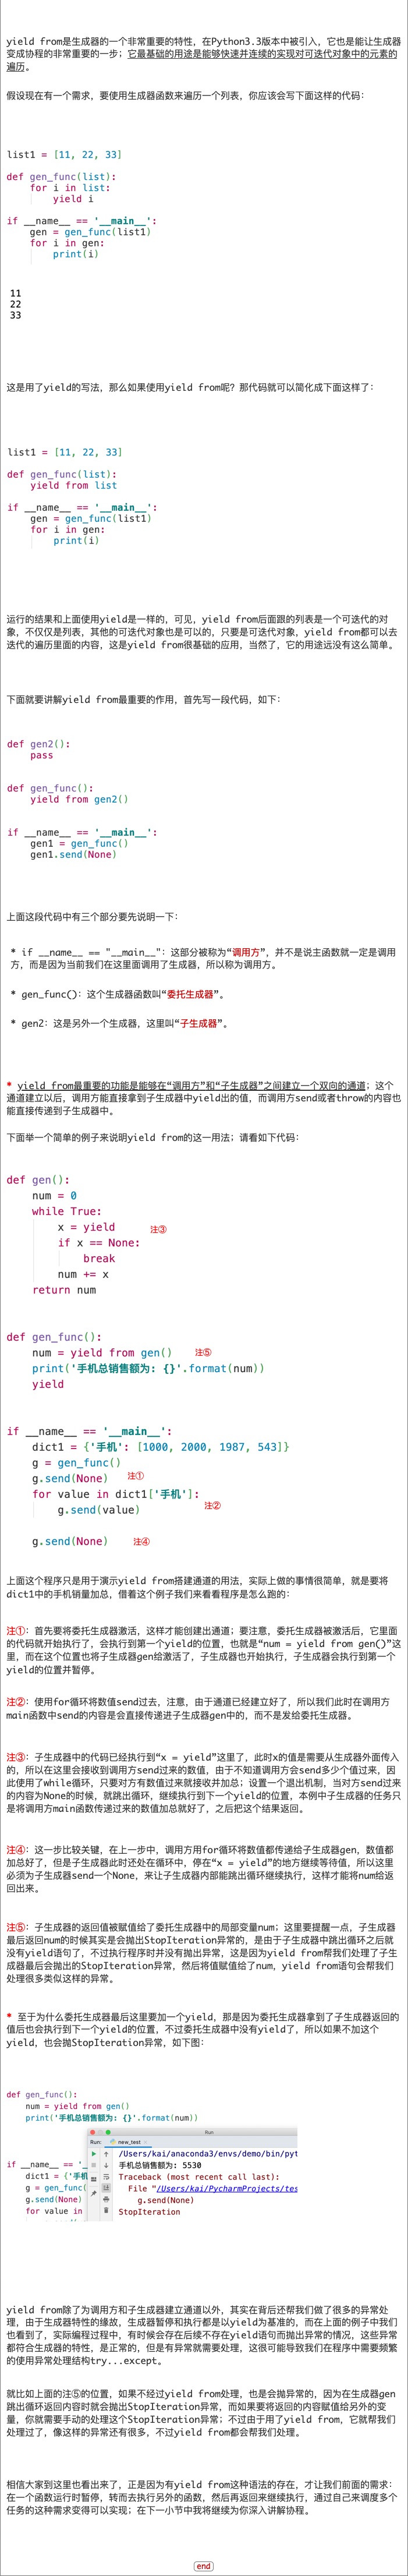 yield from是生成器的一个非常重要的特性，在Python3.3版本中被引入，它也是能让生成器
变成协程的非常重要的一步；它最基础的用途是能够快速并连续的实现对可迭代对象中的元素的
遍历。
假设现在有一个需求，要使用生成器函数来遍历一个列表，你应该会写下面这样的代码：
list1 = [11, 22, 33]
def gen_func(list):
for i in list:
yield i
if __name__ == '__main__':
gen = gen_func(list1)
for i in gen:
print(i)
11
22
33
这是用了yield的写法，那么如果使用yield from呢？那代码就可以简化成下面这样了：
list1 = [11, 22, 33]
def gen_func(list):
yield from list
if __name__ == '__main__':
gen = gen_func(list1)
for i in gen:
print(i)
运行的结果和上面使用yield是一样的，可见，yield from后面跟的列表是一个可迭代的对
象，不仅仅是列表，其他的可迭代对象也是可以的，只要是可迭代对象，yield from都可以去
迭代的遍历里面的内容，这是yield from很基础的应用，当然了，它的用途远没有这么简单。
下面就要讲解yield from最重要的作用，首先写一段代码，如下：
def gen2():
pass
def gen_func():
yield from gen2()
if __name__ == '__main__':
gen1 = gen_func()
gen1.send(None)
上面这段代码中有三个部分要先说明一下：
* if __name__ == "__main__"：这部分被称为“调用方”，并不是说主函数就一定是调用
方，而是因为当前我们在这里面调用了生成器，所以称为调用方。
* gen_func()：这个生成器函数叫“委托生成器”。
* gen2：这是另外一个生成器，这里叫“子生成器”。
* yield from最重要的功能是能够在“调用方”和“子生成器”之间建立一个双向的通道；这个
通道建立以后，调用方能直接拿到子生成器中yield出的值，而调用方send或者throw的内容也
能直接传递到子生成器中。
下面举一个简单的例子来说明yield from的这一用法；请看如下代码：
def gen():
num = 0
while True:
x = yield 注③
if x == None:
break
num += x
return num
def gen_func():
num = yield from gen() 注⑤
print('手机总销售额为: {}'.format(num))
yield
if __name__ == '__main__':
dict1 = {'手机': [1000, 2000, 1987, 543]}
g = gen_func()
g.send(None) 注①
for value in dict1['手机']:
g.send(value) 注②
g.send(None) 注④
上面这个程序只是用于演示yield from搭建通道的用法，实际上做的事情很简单，就是要将
dict1中的手机销量加总，借着这个例子我们来看看程序是怎么跑的：
注①：首先要将委托生成器激活，这样才能创建出通道；要注意，委托生成器被激活后，它里面
的代码就开始执行了，会执行到第一个yield的位置，也就是“num = yield from gen()”这
里，而在这个位置也将子生成器gen给激活了，子生成器也开始执行，子生成器会执行到第一个
yield的位置并暂停。
注②：使用for循环将数值send过去，注意，由于通道已经建立好了，所以我们此时在调用方
main函数中send的内容是会直接传递进子生成器gen中的，而不是发给委托生成器。
注③：子生成器中的代码已经执行到“x = yield”这里了，此时x的值是需要从生成器外面传入
的，所以在这里会接收到调用方send过来的数值，由于不知道调用方会send多少个值过来，因
此使用了while循环，只要对方有数值过来就接收并加总；设置一个退出机制，当对方send过来
的内容为None的时候，就跳出循环，继续执行到下一个yield的位置，本例中子生成器的任务只
是将调用方main函数传递过来的数值加总就好了，之后把这个结果返回。
注④：这一步比较关键，在上一步中，调用方用for循环将数值都传递给子生成器gen，数值都
加总好了，但是子生成器此时还处在循环中，停在“x = yield”的地方继续等待值，所以这里
必须为子生成器send一个None，来让子生成器内部能跳出循环继续执行，这样才能将num给返
回出来。
注⑤：子生成器的返回值被赋值给了委托生成器中的局部变量num；这里要提醒一点，子生成器
最后返回num的时候其实是会抛出StopIteration异常的，是由于子生成器中跳出循环之后就
没有yield语句了，不过执行程序时并没有抛出异常，这是因为yield from帮我们处理了子生
成器最后会抛出的StopIteration异常，然后将值赋值给了num，yield from语句会帮我们
处理很多类似这样的异常。
* 至于为什么委托生成器最后这里要加一个yield，那是因为委托生成器拿到了子生成器返回的
值后也会执行到下一个yield的位置，不过委托生成器中没有yield了，所以如果不加这个
yield，也会抛StopIteration异常，如下图：
def gen_func():
num = yield from gen()
print('手机总销售额为: {}'.format(num))
Run
Run: new_test
if __name__ == '_
dict1 = {'手机
g = gen_func(
g.send(None)
for value in
/Users/kai/anaconda3/envs/demo/bin/pyt
手机总销售额为: 5530
Traceback (most recent call last):
File "/Users/kai/PycharmProjects/tes
g.send(None)
StopIteration
yield from除了为调用方和子生成器建立通道以外，其实在背后还帮我们做了很多的异常处
理，由于生成器特性的缘故，生成器暂停和执行都是以yield为基准的，而在上面的例子中我们
也看到了，实际编程过程中，有时候会存在后续不存在yield语句而抛出异常的情况，这些异常
都符合生成器的特性，是正常的，但是有异常就需要处理，这很可能导致我们在程序中需要频繁
的使用异常处理结构try...except。
就比如上面的注⑤的位置，如果不经过yield from处理，也是会抛异常的，因为在生成器gen
跳出循环返回内容时就会抛出StopIteration异常，而如果要将返回的内容赋值给另外的变
量，你就需要手动的处理这个StopIteration异常；不过由于用了yield from，它就帮我们
处理过了，像这样的异常还有很多，不过yield from都会帮我们处理。
相信大家到这里也看出来了，正是因为有yield from这种语法的存在，才让我们前面的需求：
在一个函数运行时暂停，转而去执行另外的函数，然后再返回来继续执行，通过自己来调度多个
任务的这种需求变得可以实现；在下一小节中我将继续为你深入讲解协程。
end